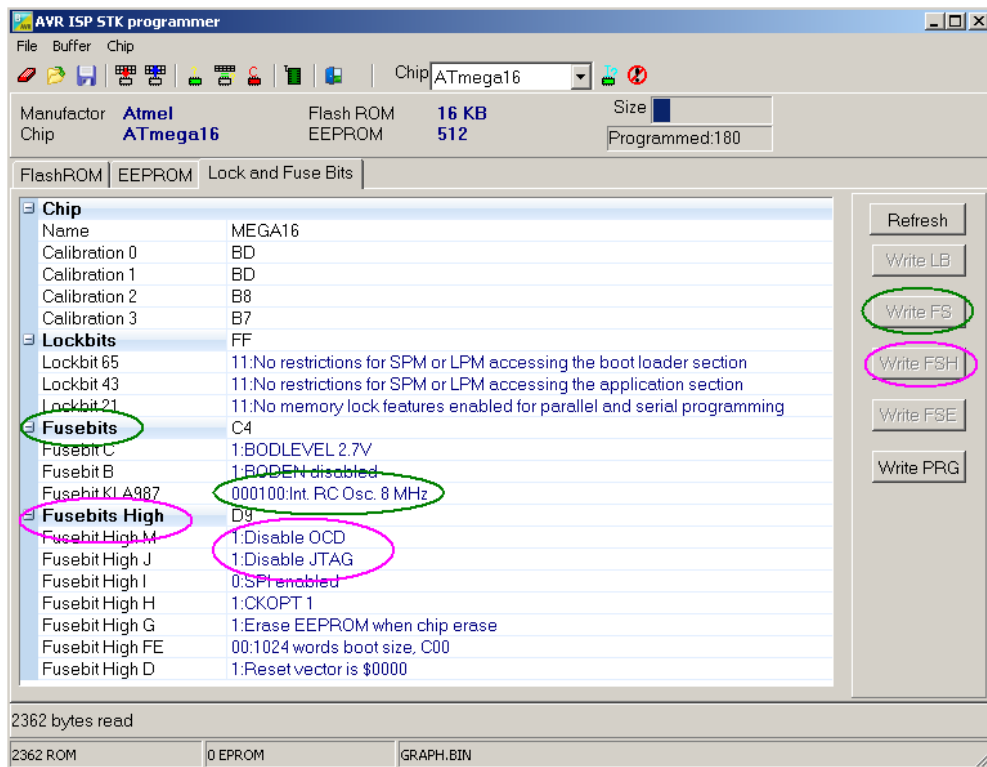 AVR ISP STK programmer
File Buffer Chip
Chip ATmega16
Manufactor Atmel Flash ROM 16 KB Size
Chip ATmega16 EEPROM 512 Programmed:180
FlashROM EEPROM Lock and Fuse Bits
Chip
Name MEGA16 Refresh
Calibration 0 BD
Calibration 1 BD Write LB
Calibration 2 B8
Calibration 3 B7 Write FS
Lockbits FF
Lockbit 65 11:No restrictions for SPM or LPM accessing the boot loader section Write FSH
Lockbit 43 11:No restrictions for SPM or LPM accessing the application section
Lockbit 21 11:No memory lock features enabled for parallel and serial programming Write FSE
Fusebits C4
Fusebit C 1:BODLEVEL 2.7V
Fusebit B 1:BODEN disabled Write PRG
Fusebit KLA987 000100:Int. RC Osc. 8 MHz
Fusebits High D9
Fusebit High M 1:Disable OCD
Fusebit High J 1:Disable JTAG
Fusebit High I 0:SPI enabled
Fusebit High H 1:CKOPT 1
Fusebit High G 1:Erase EEPROM when chip erase
Fusebit High FE 00:1024 words boot size, C00
Fusebit High D 1:Reset vector is $0000
2362 bytes read
2362 ROM 0 EPROM GRAPH.BIN